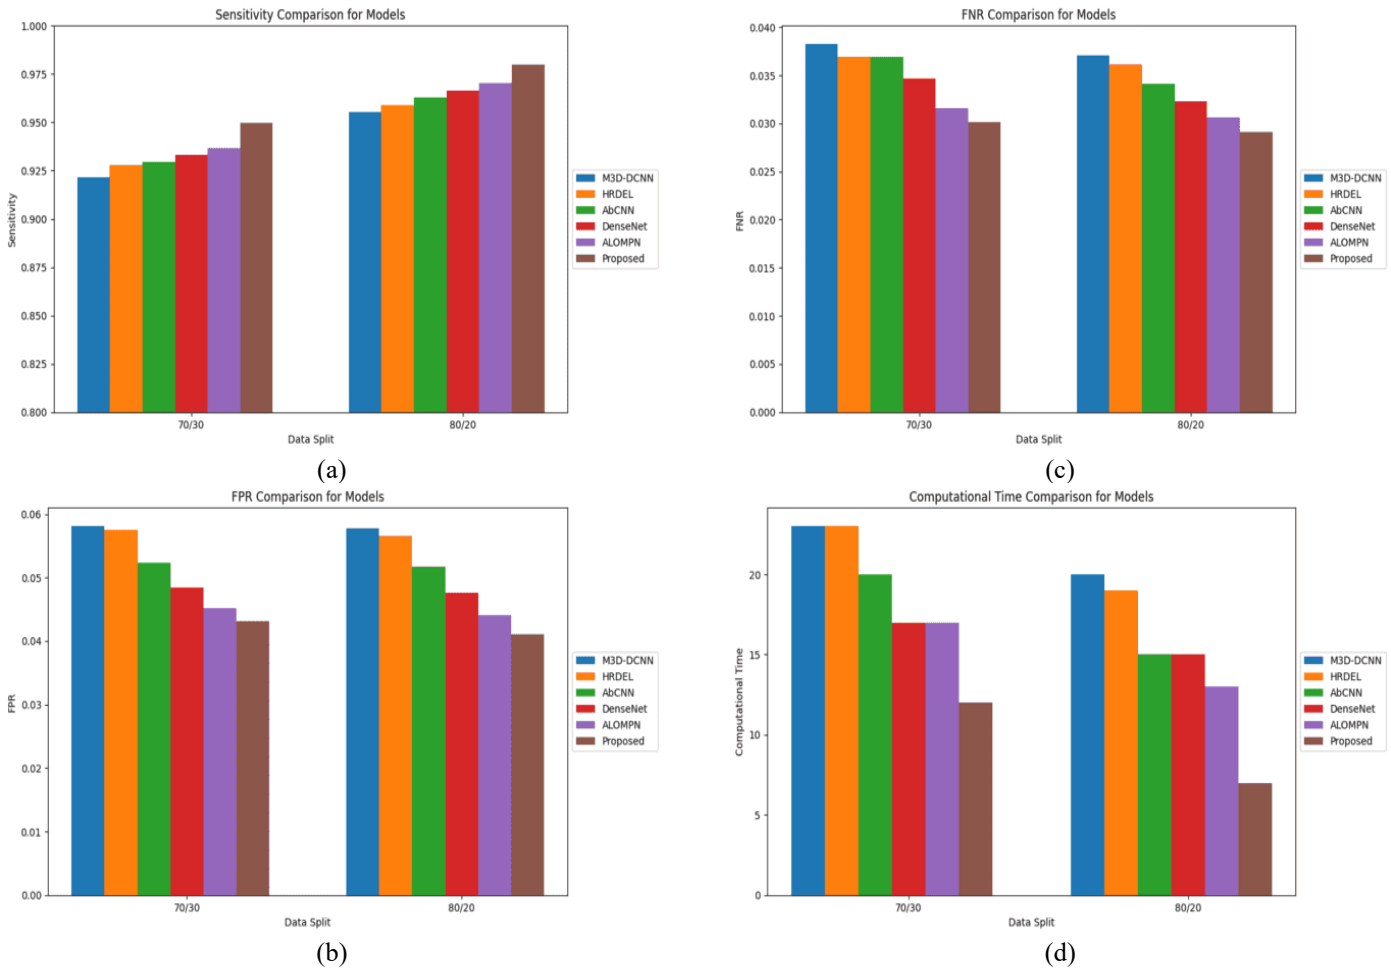 Sensitivity Comparison for Models
1.000
0.975
0.950
0.925
0.900
0.875
0.850
0.825
0.800
Sensitivity
70/30
80/20
Data Split
M3D-DCNN
HRDEL
AbCNN
DenseNet
ALOMPN
Proposed
(a)
FNR Comparison for Models
0.040
0.035
0.030
0.025
0.020
0.015
0.010
0.005
0.000
FNR
70/30
80/20
Data Split
M3D-DCNN
HRDEL
AbCNN
DenseNet
ALOMPN
Proposed
(c)
FPR Comparison for Models
0.06
0.05
0.04
0.03
0.02
0.01
0.00
FPR
70/30
80/20
Data Split
M3D-DCNN
HRDEL
AbCNN
DenseNet
ALOMPN
Proposed
(b)
Computational Time Comparison for Models
20
15
10
5
0
Computational Time
70/30
80/20
Data Split
M3D-DCNN
HRDEL
AbCNN
DenseNet
ALOMPN
Proposed
(d)